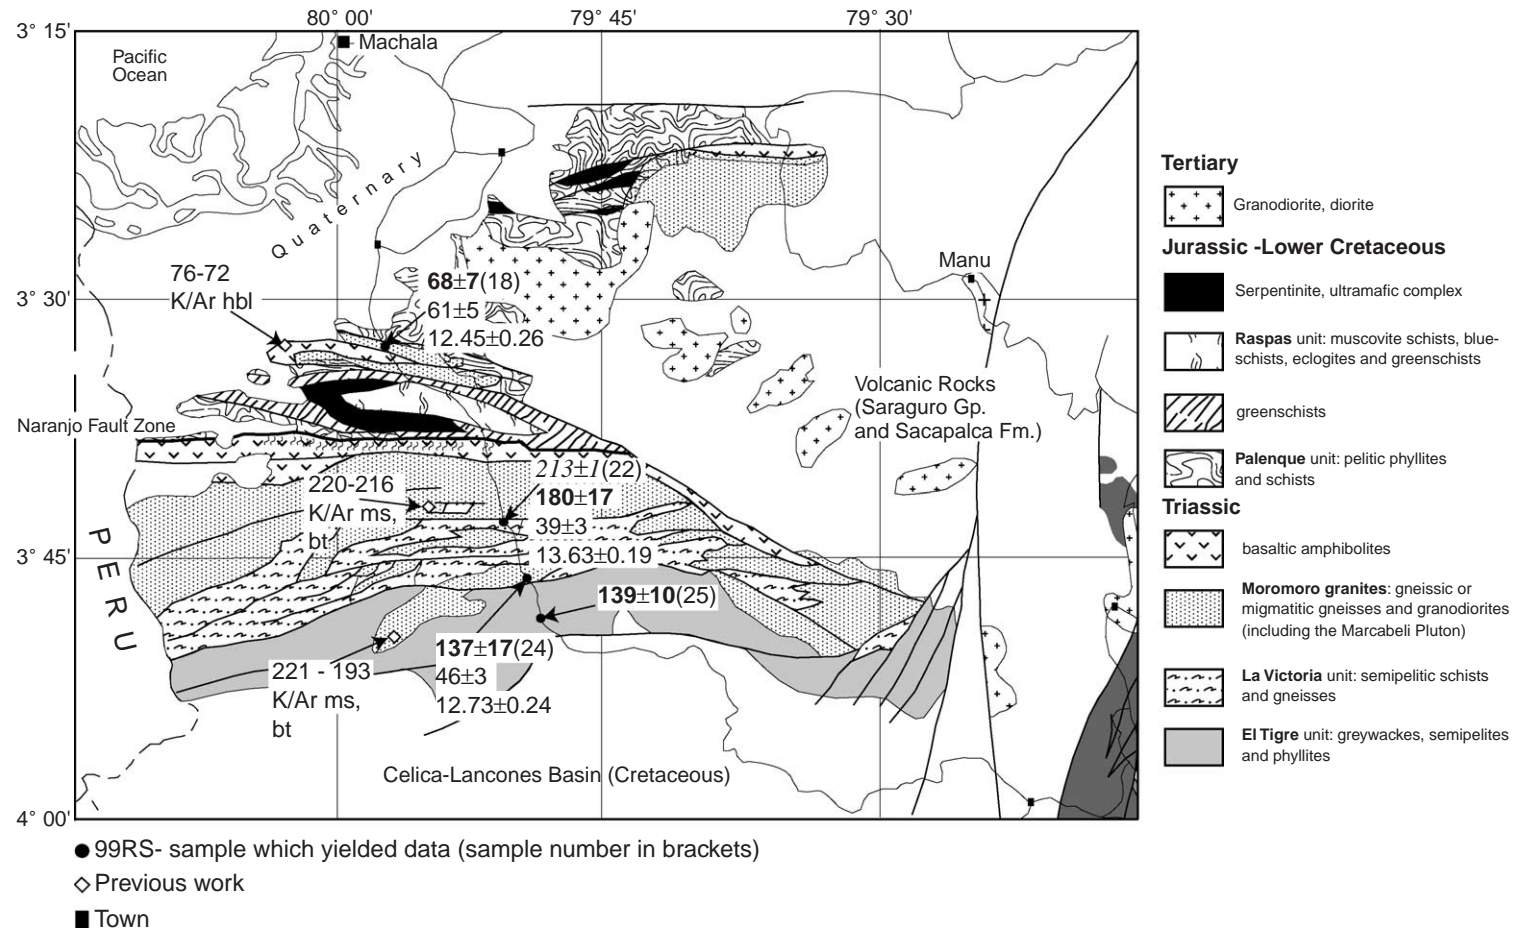 80° 00'
79° 45'
79° 30'
3° 15'
Machala
Pacific
Ocean
Quaternary
Manu
76-72
K/Ar hbl
68±7(18)
61±5
12.45±0.26
3° 30'
Volcanic Rocks
(Saraguro Gp.
and Sacapalca Fm.)
Naranjo Fault Zone
213±1(22)
180±17
39±3
13.63±0.19
220-216
K/Ar ms,
bt
3° 45'
PERU
139±10(25)
137±17(24)
46±3
12.73±0.24
221 - 193
K/Ar ms,
bt
Celica-Lancones Basin (Cretaceous)
4° 00'
Tertiary
Granodiorite, diorite
Jurassic -Lower Cretaceous
Serpentinite, ultramafic complex
Raspas unit: muscovite schists, blue-
schists, eclogites and greenschists
greenschists
Palenque unit: pelitic phyllites
and schists
Triassic
basaltic amphibolites
Moromoro granites: gneissic or
migmatitic gneisses and granodiorites
(including the Marcabeli Pluton)
La Victoria unit: semipelitic schists
and gneisses
El Tigre unit: greywackes, semipelites
and phyllites
99RS- sample which yielded data (sample number in brackets)
Previous work
Town